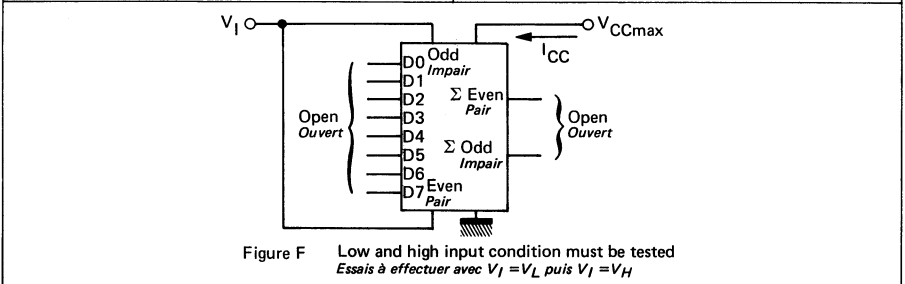 V_I
V_CCmax
I_CC
Odd
Impair
D0
D1
D2
D3
D4
D5
D6
D7
Even
Pair
Open
Ouvert
Σ Even
Pair
Σ Odd
Impair
Open
Ouvert
Figure F Low and high input condition must be tested
Essais à effectuer avec V_I = V_L puis V_I = V_H